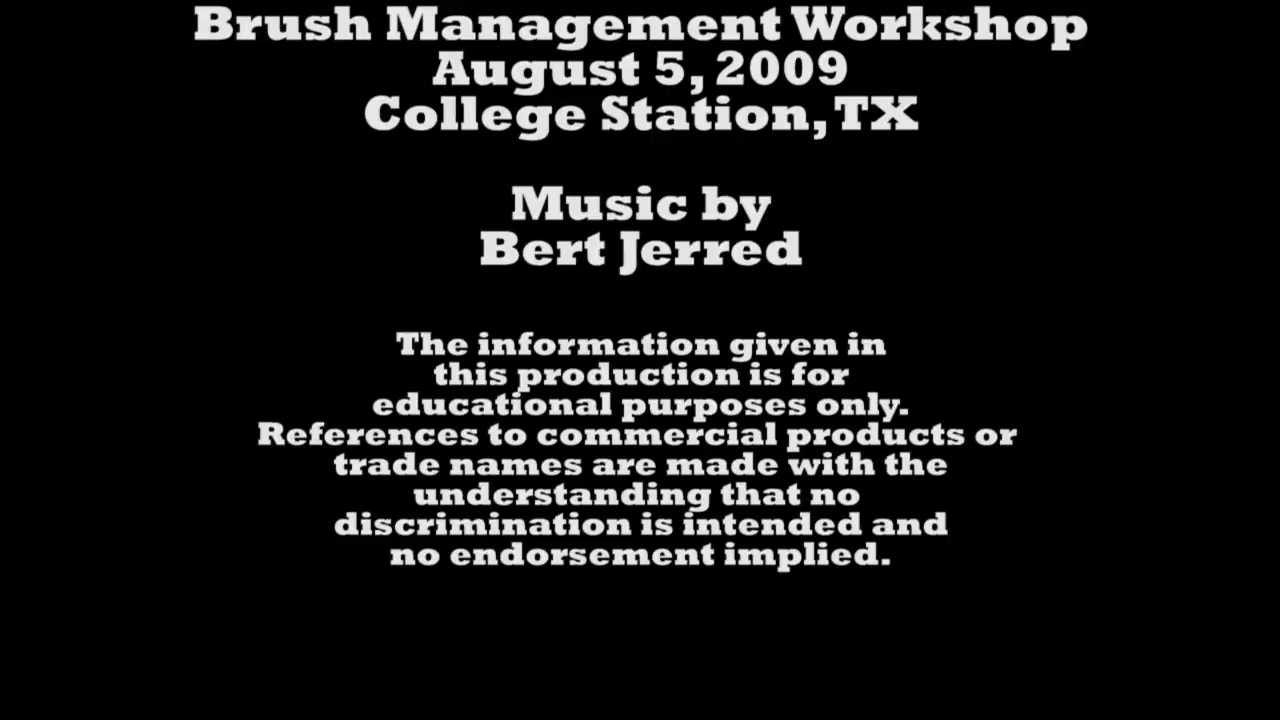 Brush Management Workshop
August 5, 2009
College Station, TX
Music by
Bert Jerred
The information given in
this production is for
educational purposes only.
References to commercial products or
trade names are made with the
understanding that no
discrimination is intended and
no endorsement implied.